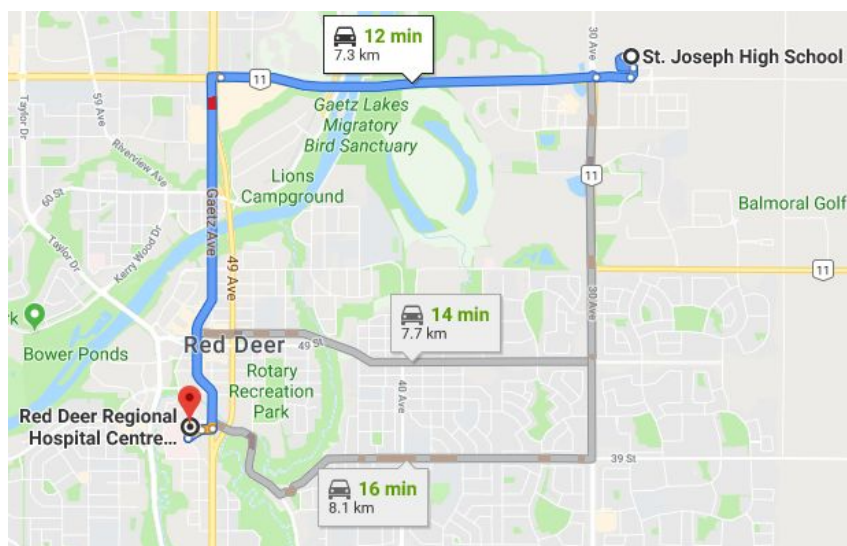 12 min
7.3 km
30 Ave
St. Joseph High School
11
Taylor Dr
59 Ave
Riverview Ave
Gaetz Lakes
Migratory
Bird Sanctuary
Lions
Campground
60 St
Gaetz Ave
11
Balmoral Golf
Kerry Wood Dr
Taylor Dr
49 Ave
11
30 Ave
14 min
7.7 km
Bower Ponds
Red Deer
49 St
Rotary
Recreation
Park
40 Ave
Red Deer Regional
Hospital Centre...
39 St
16 min
8.1 km